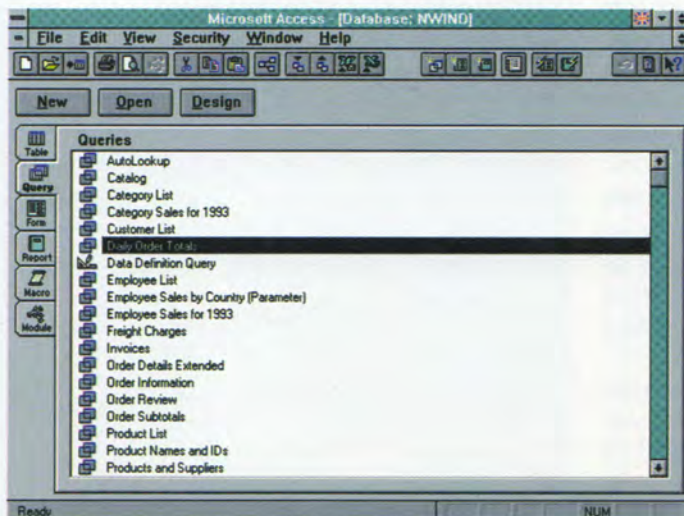 Microsoft Access - [Database: NWIND]
File Edit View Security Window Help
New Open Design
Table
Query
Form
Report
Macro
Module
Queries
AutoLookup
Catalog
Category List
Category Sales for 1993
Customer List
Daily Order Totals
Data Definition Query
Employee List
Employee Sales by Country (Parameter)
Employee Sales for 1993
Freight Charges
Invoices
Order Details Extended
Order Information
Order Review
Order Subtotals
Product List
Product Names and IDs
Products and Suppliers
Ready NUM